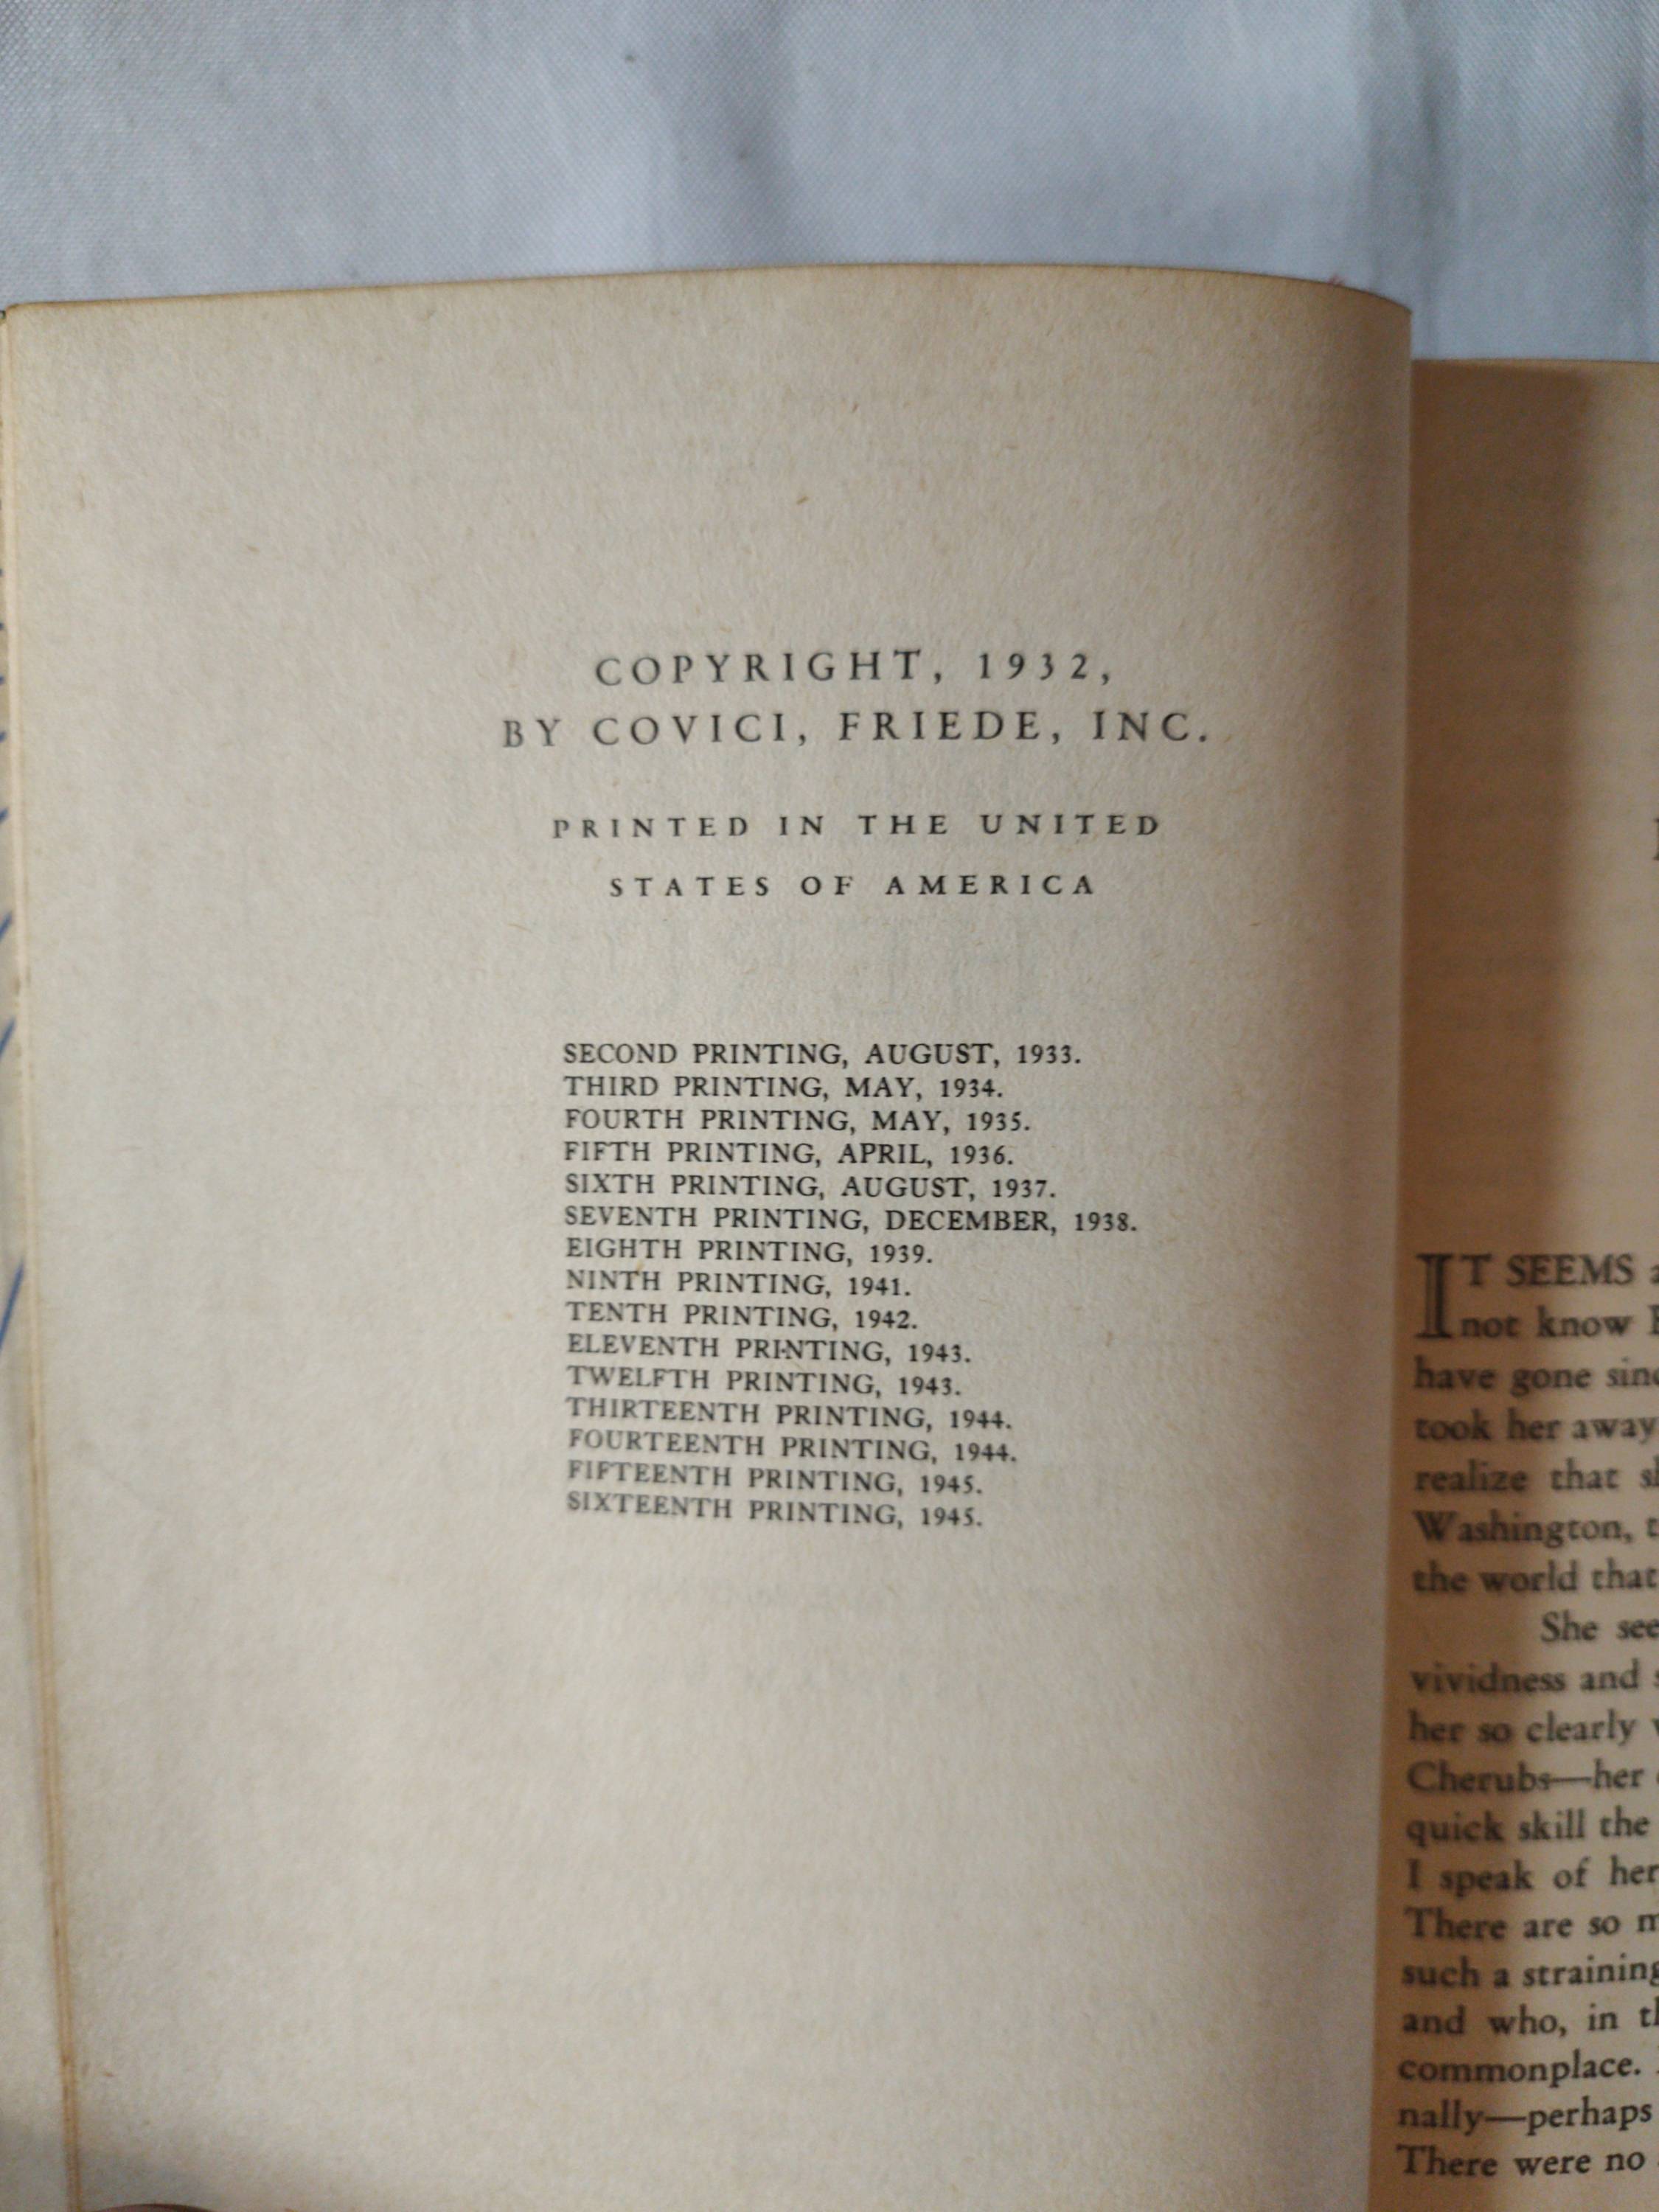 COPYRIGHT, 1932,
BY COVICI, FRIEDE, INC.
PRINTED IN THE UNITED
STATES OF AMERICA
SECOND PRINTING, AUGUST, 1933.
THIRD PRINTING, MAY, 1934.
FOURTH PRINTING, MAY, 1935.
FIFTH PRINTING, APRIL, 1936.
SIXTH PRINTING, AUGUST, 1937.
SEVENTH PRINTING, DECEMBER, 1938.
EIGHTH PRINTING, 1939.
NINTH PRINTING, 1941.
TENTH PRINTING, 1942.
ELEVENTH PRINTING, 1943.
TWELFTH PRINTING, 1943.
THIRTEENTH PRINTING, 1944.
FOURTEENTH PRINTING, 1944.
FIFTEENTH PRINTING, 1945.
SIXTEENTH PRINTING, 1945.
IT SEEMS
not know
have gone
took her away
realize that
Washington,
the world that
She
vividness and
her so clearly
Cherubs—her
quick skill the
I speak of her
There are so
such a straining
and who, in
commonplace.
nally—perhaps
There were no